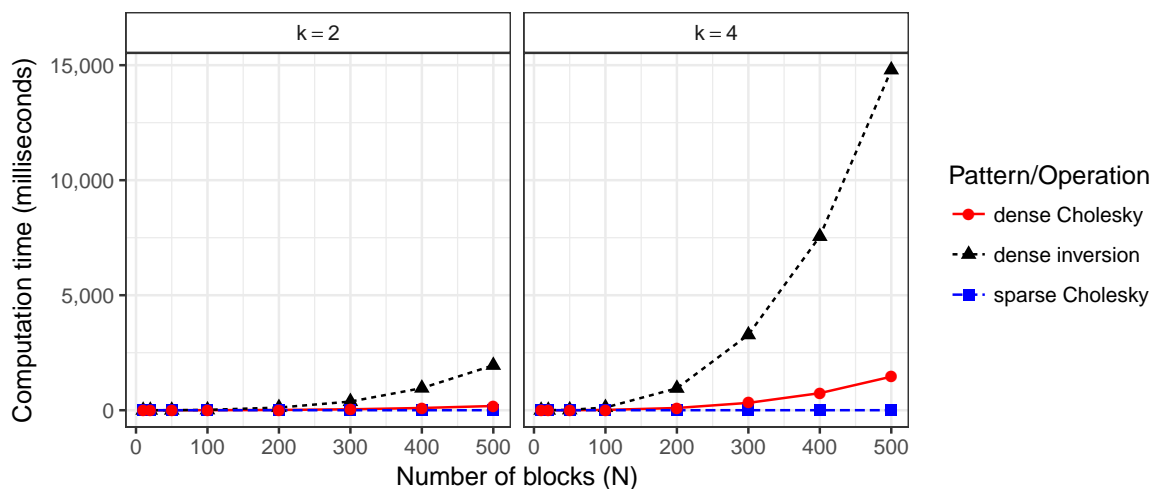 k = 2
k = 4
Computation time (milliseconds)
15,000
10,000
5,000
0
0 100 200 300 400 500
0 100 200 300 400 500
Number of blocks (N)
Pattern/Operation
dense Cholesky
dense inversion
sparse Cholesky